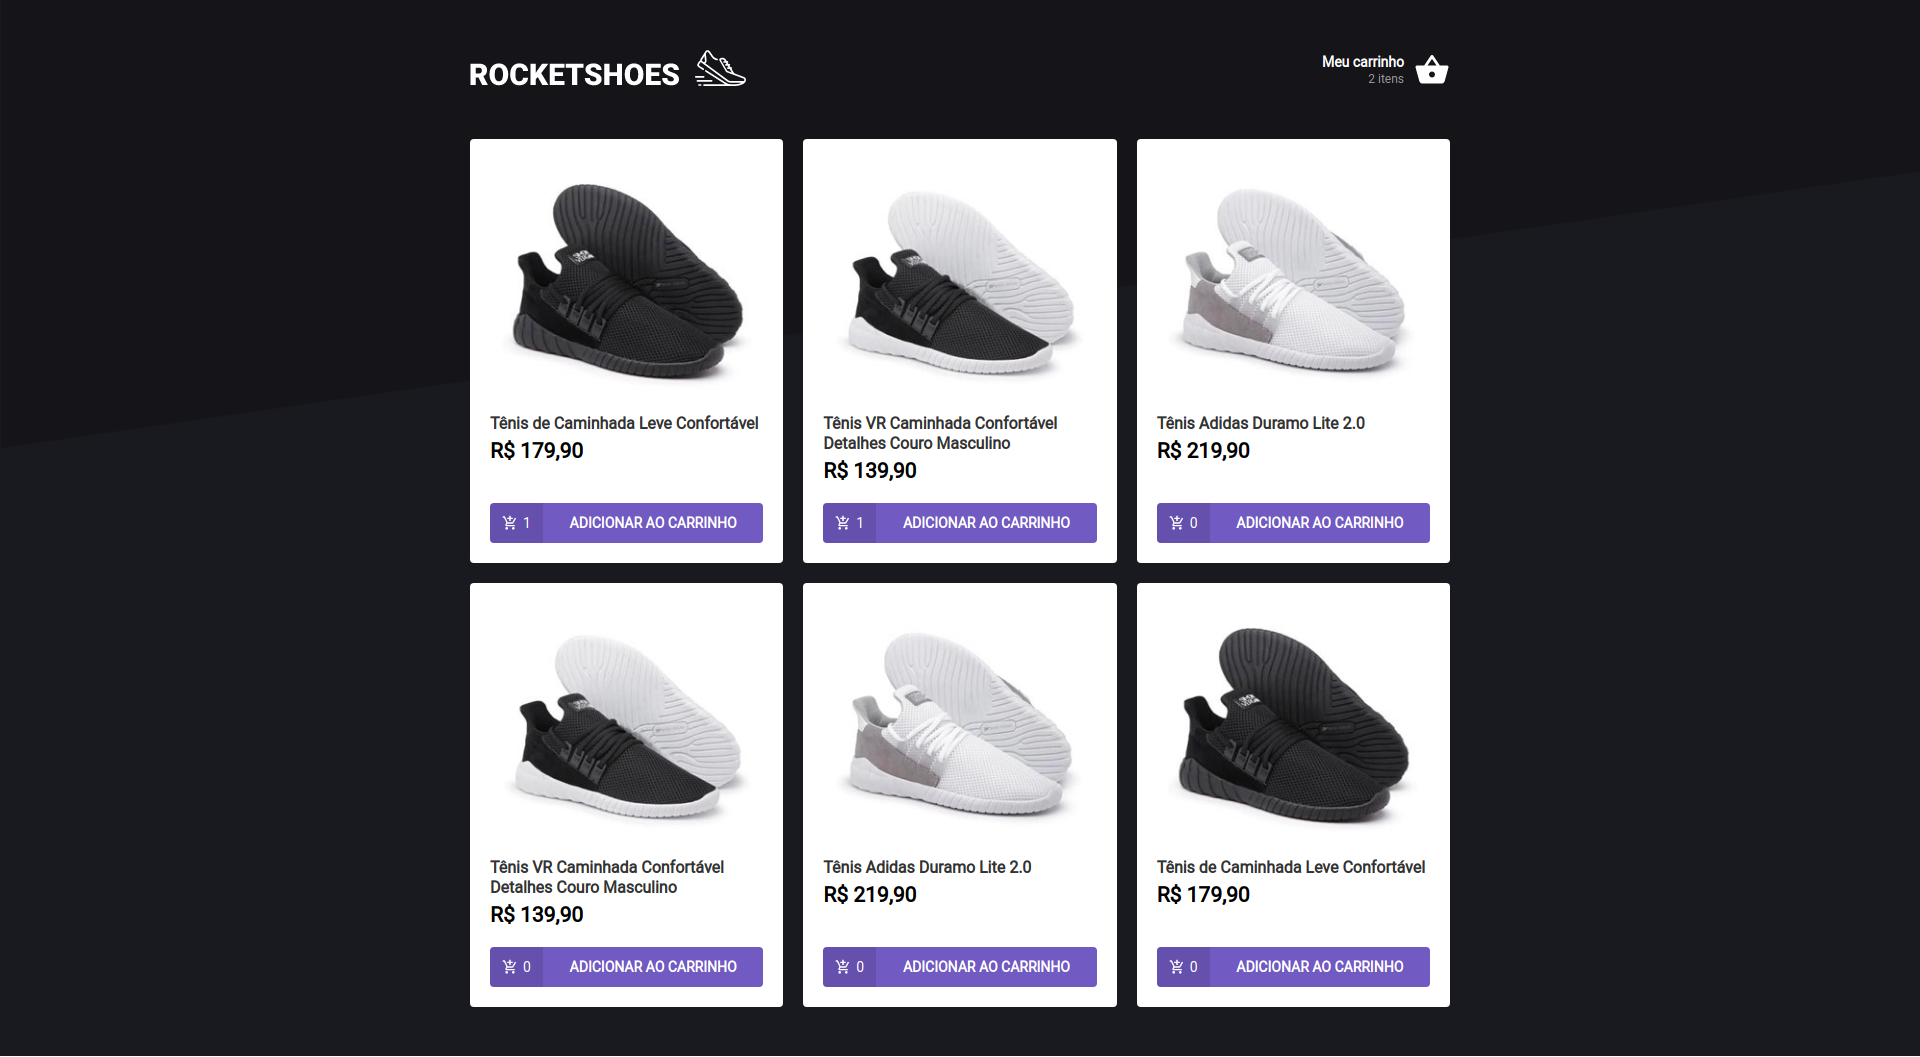 ROCKETSHOES
Meu carrinho
2 itens
Tênis de Caminhada Leve Confortável
R$ 179,90
1 ADICIONAR AO CARRINHO
Tênis VR Caminhada Confortável
Detalhes Couro Masculino
R$ 139,90
1 ADICIONAR AO CARRINHO
Tênis Adidas Duramo Lite 2.0
R$ 219,90
0 ADICIONAR AO CARRINHO
Tênis VR Caminhada Confortável
Detalhes Couro Masculino
R$ 139,90
0 ADICIONAR AO CARRINHO
Tênis Adidas Duramo Lite 2.0
R$ 219,90
0 ADICIONAR AO CARRINHO
Tênis de Caminhada Leve Confortável
R$ 179,90
0 ADICIONAR AO CARRINHO